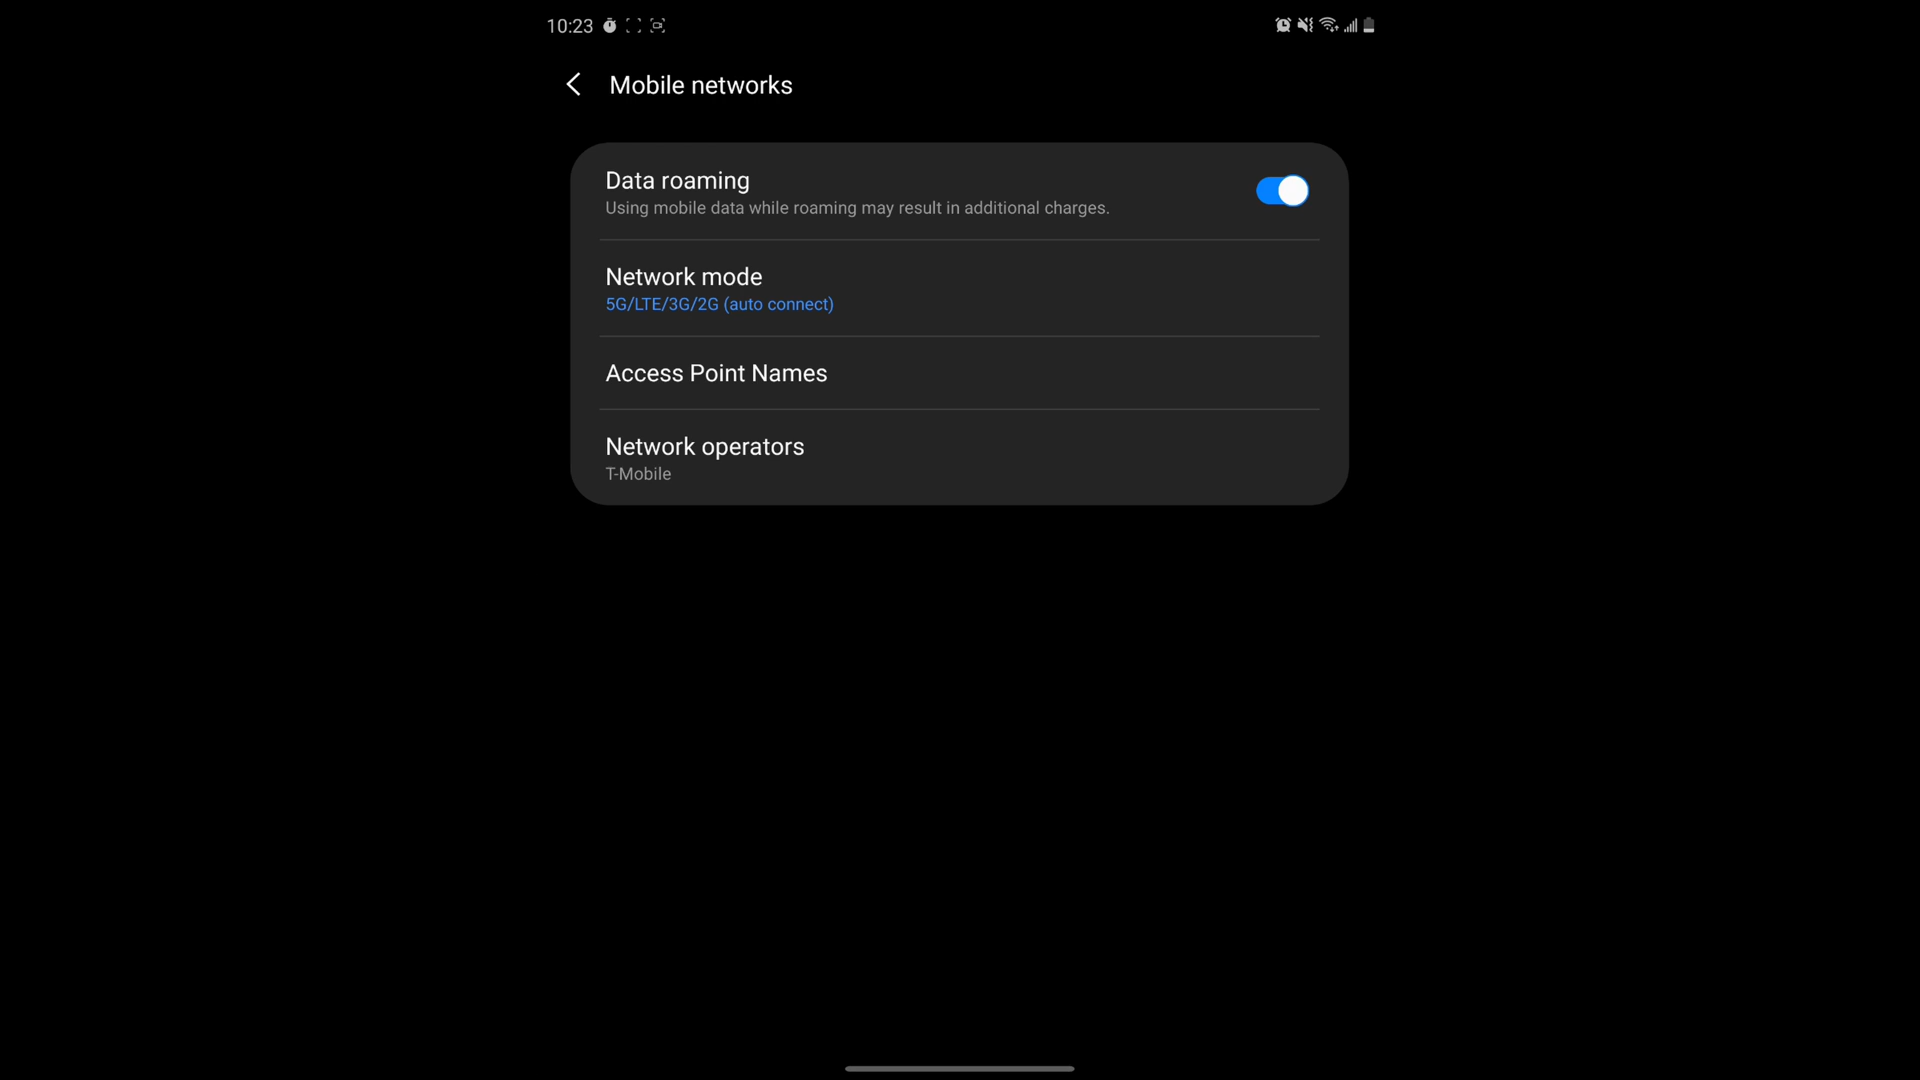 10:23
Mobile networks
Data roaming
Using mobile data while roaming may result in additional charges.
Network mode
5G/LTE/3G/2G (auto connect)
Access Point Names
Network operators
T-Mobile